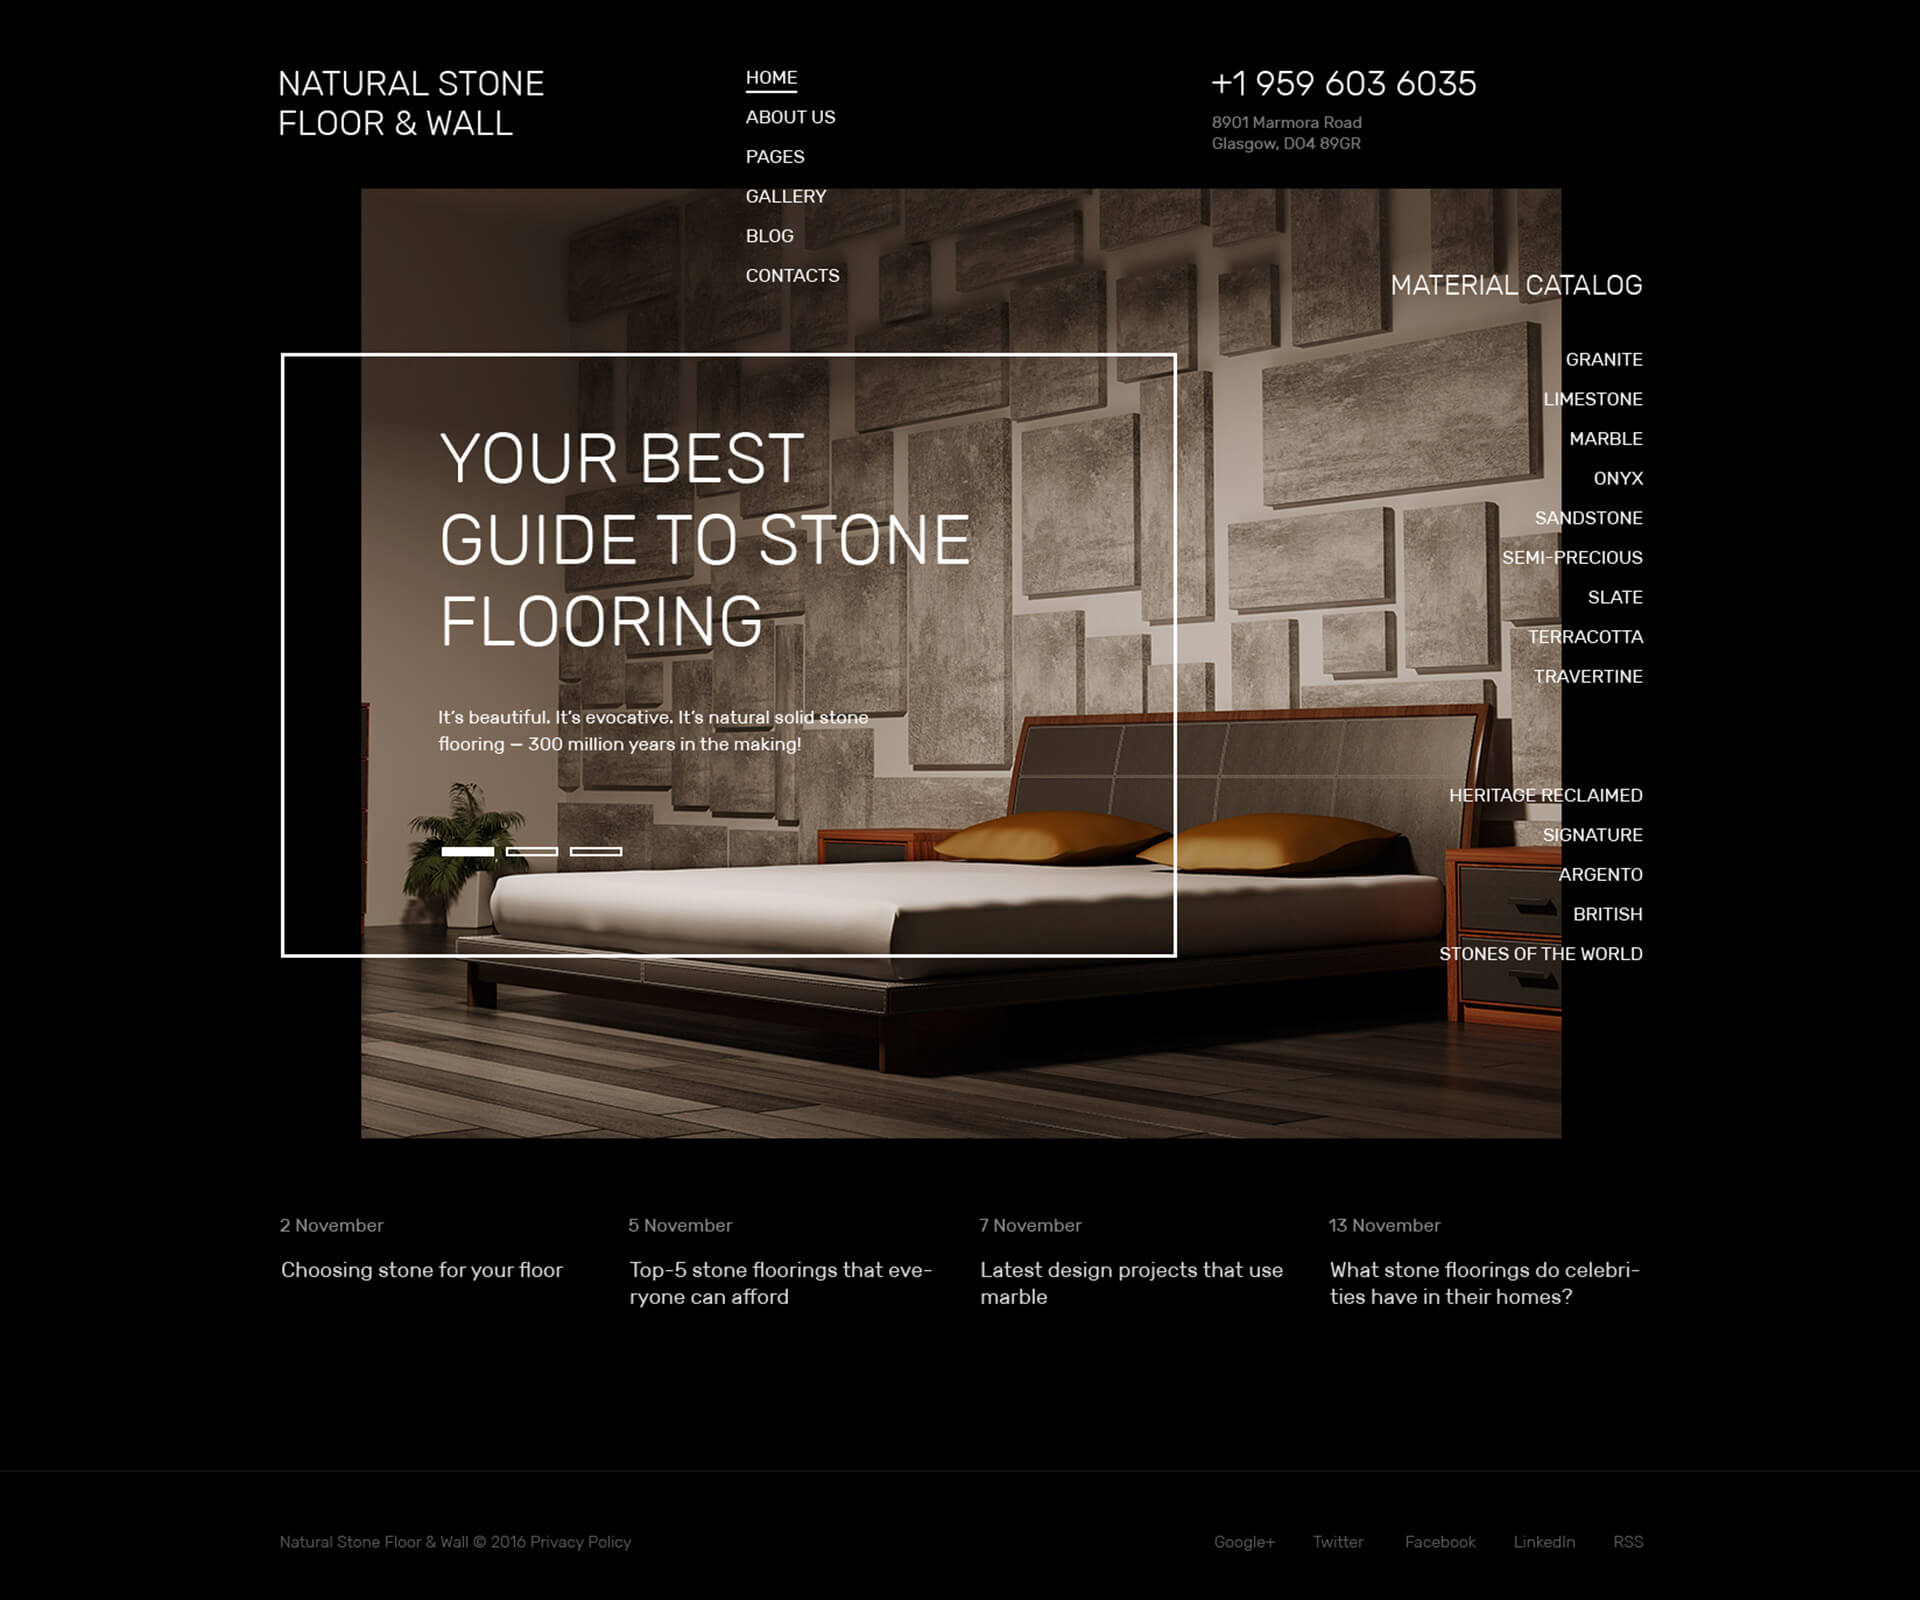 NATURAL STONE
FLOOR & WALL
HOME
ABOUT US
PAGES
GALLERY
BLOG
CONTACTS
+1 959 603 6035
8901 Marmora Road
Glasgow, D04 89GR
MATERIAL CATALOG
GRANITE
LIMESTONE
MARBLE
ONYX
SANDSTONE
SEMI-PRECIOUS
SLATE
TERRACOTTA
TRAVERTINE
HERITAGE RECLAIMED
SIGNATURE
ARGENTO
BRITISH
STONES OF THE WORLD
YOUR BEST
GUIDE TO STONE
FLOORING
It's beautiful. It's evocative. It's natural solid stone
flooring — 300 million years in the making!
2 November
Choosing stone for your floor
5 November
Top-5 stone floorings that eve-
ryone can afford
7 November
Latest design projects that use
marble
13 November
What stone floorings do celebri-
ties have in their homes?
Natural Stone Floor & Wall © 2016 Privacy Policy
Google+ Twitter Facebook LinkedIn RSS